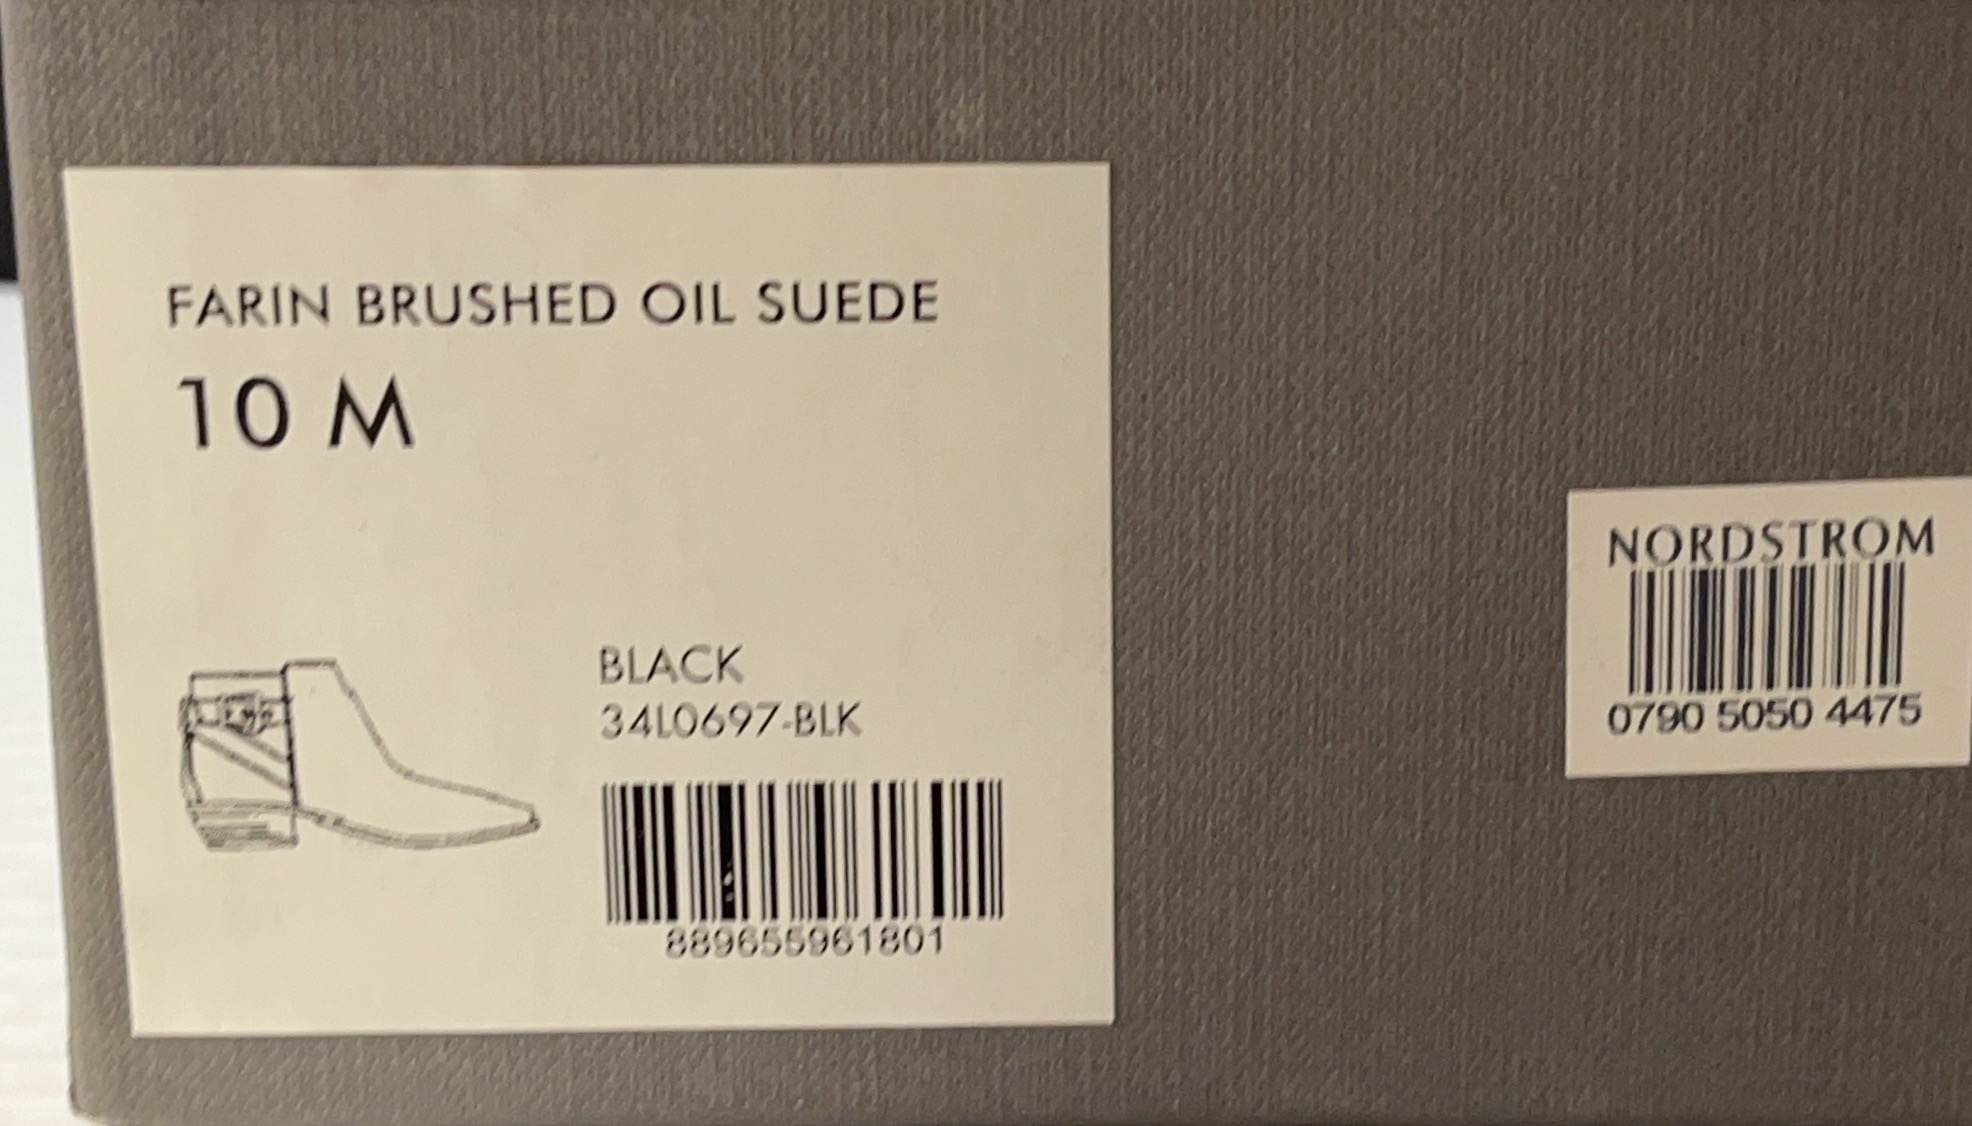 FARIN BRUSHED OIL SUEDE
10 M
BLACK
34L0697-BLK
889655961801
NORDSTROM
0790 5050 4475